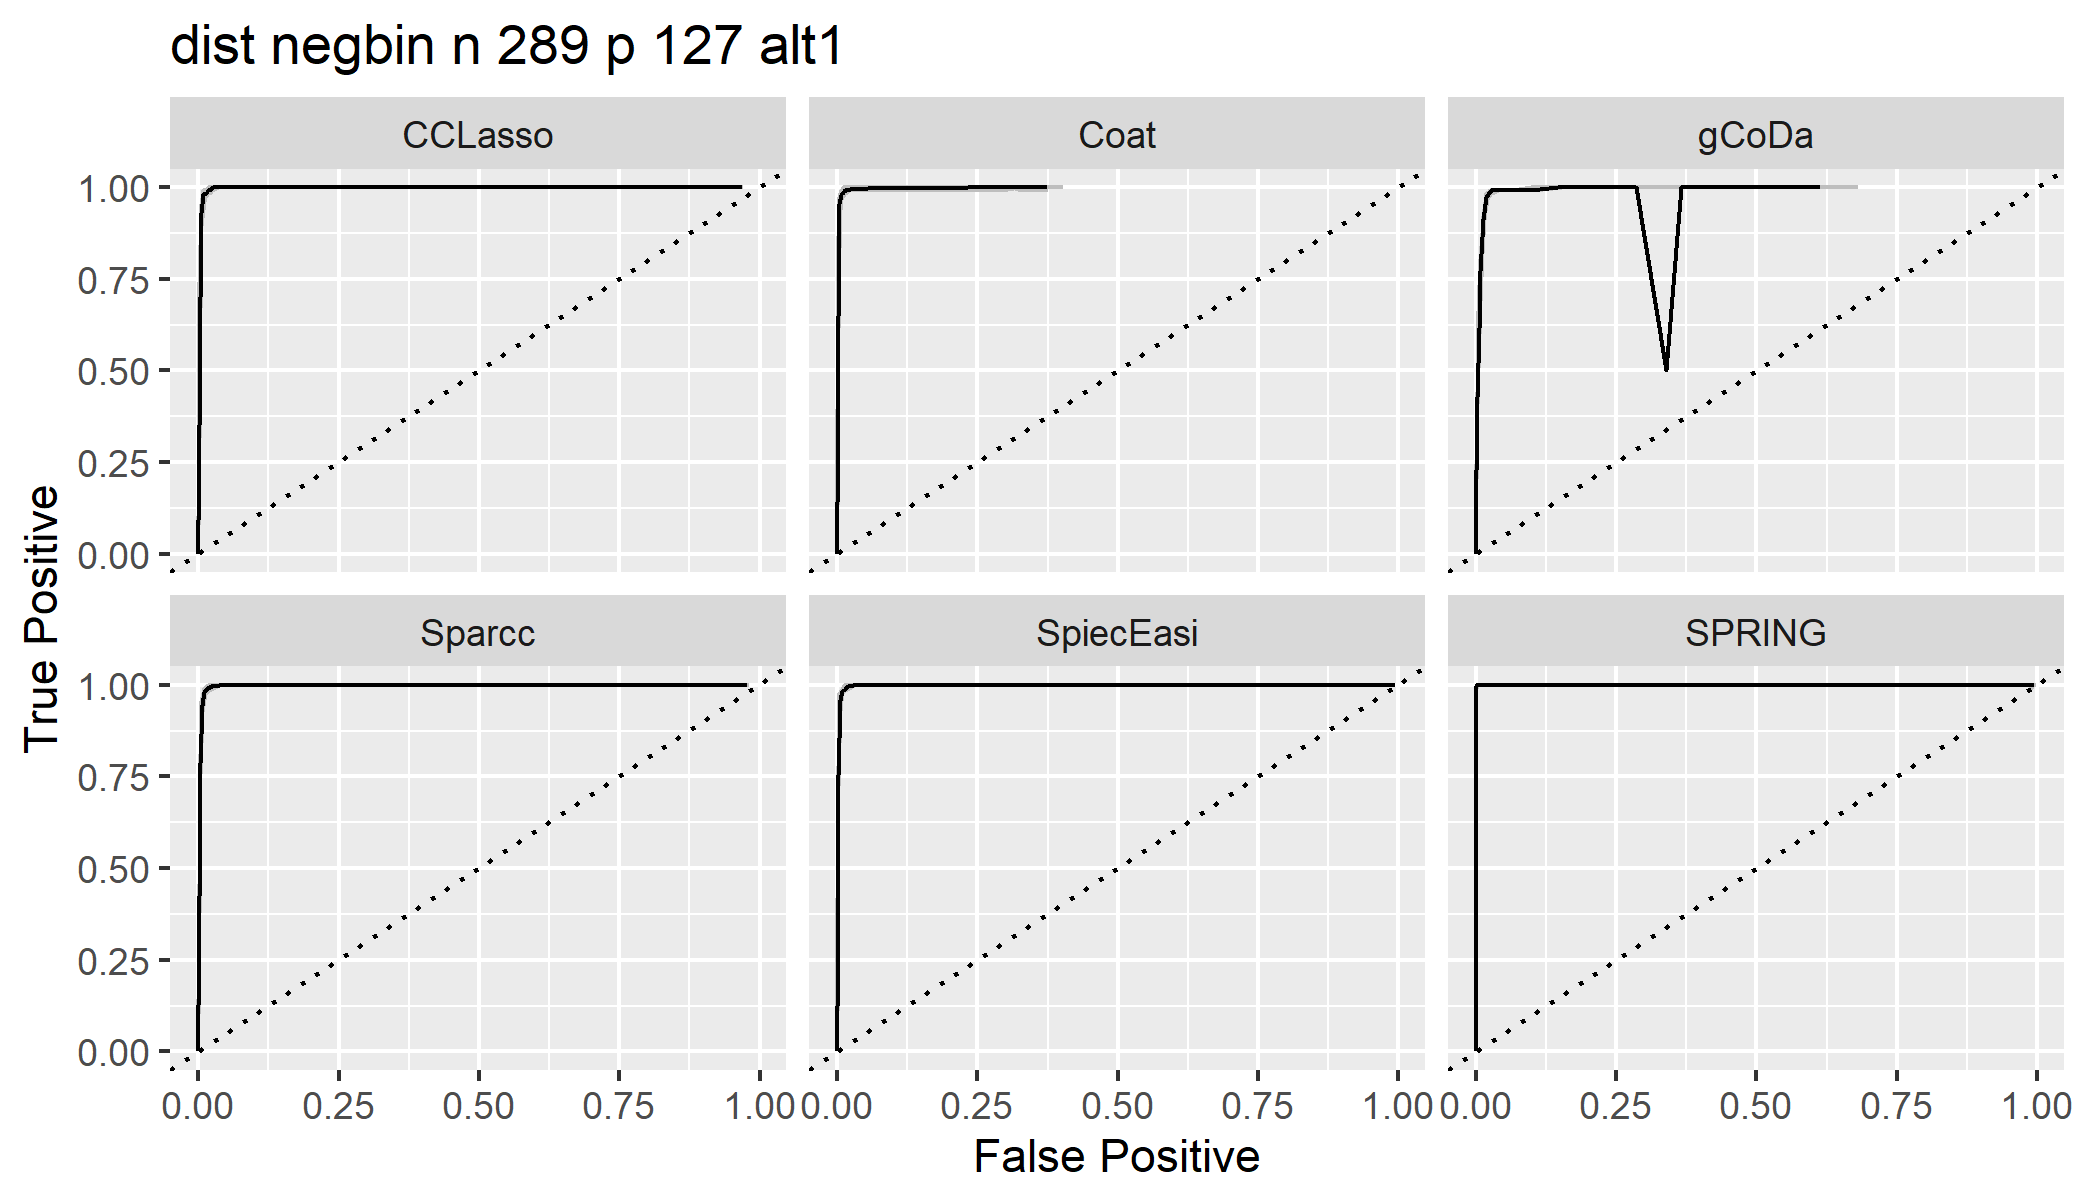 dist negbin n 289 p 127 alt1
CCLasso
Coat
gCoDa
1.00
0.75
0.50
0.25
0.00
Sparcc
SpiecEasi
SPRING
1.00
0.75
0.50
0.25
0.00
True Positive
0.00 0.25 0.50 0.75 1.00 0.00 0.25 0.50 0.75 1.00 0.00 0.25 0.50 0.75 1.00
False Positive